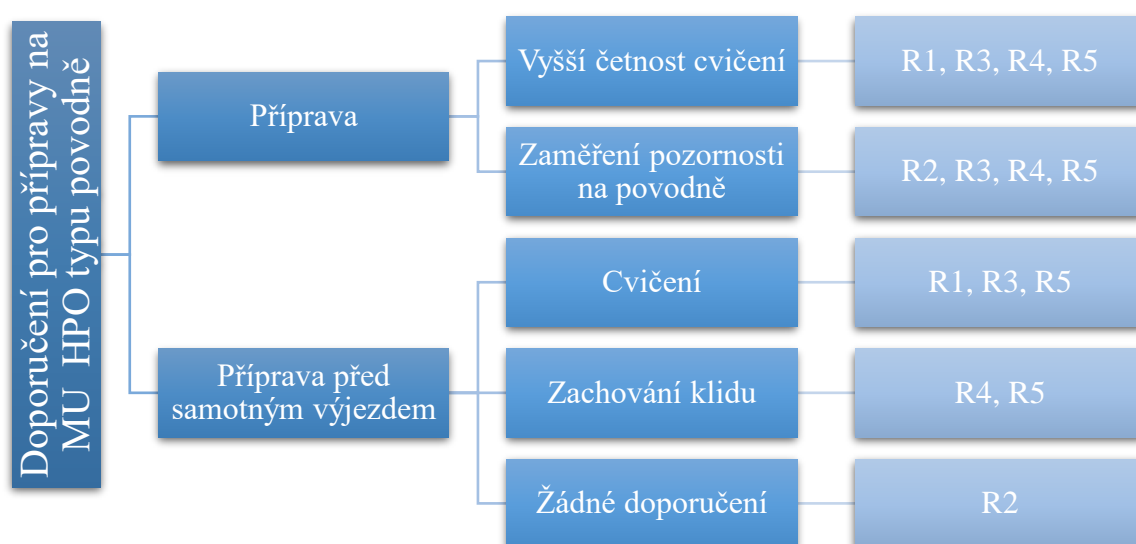 Doporučení pro přípravy na
MU HPO typu povodně
Příprava
Vyšší četnost cvičení
R1, R3, R4, R5
Zaměření pozornosti
na povodně
R2, R3, R4, R5
Příprava před
samotným výjezdem
Cvičení
R1, R3, R5
Zachování klidu
R4, R5
Žádné doporučení
R2